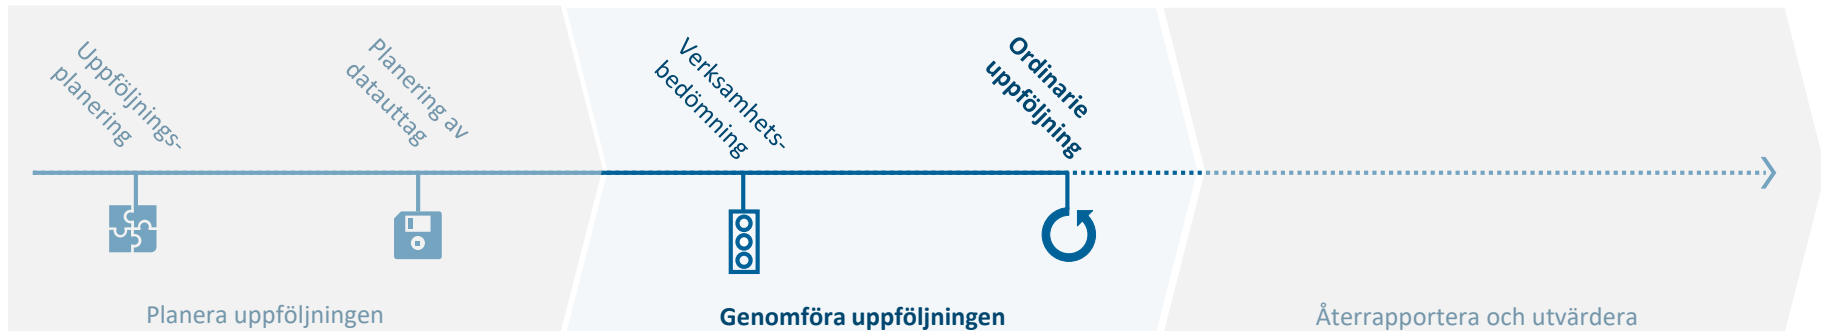 Uppföljnings-
planering
Planering av
datauttag
Verksamhets-
bedömning
Ordinarie
uppföljning
Planera uppföljningen
Genomföra uppföljningen
Återrapportera och utvärdera